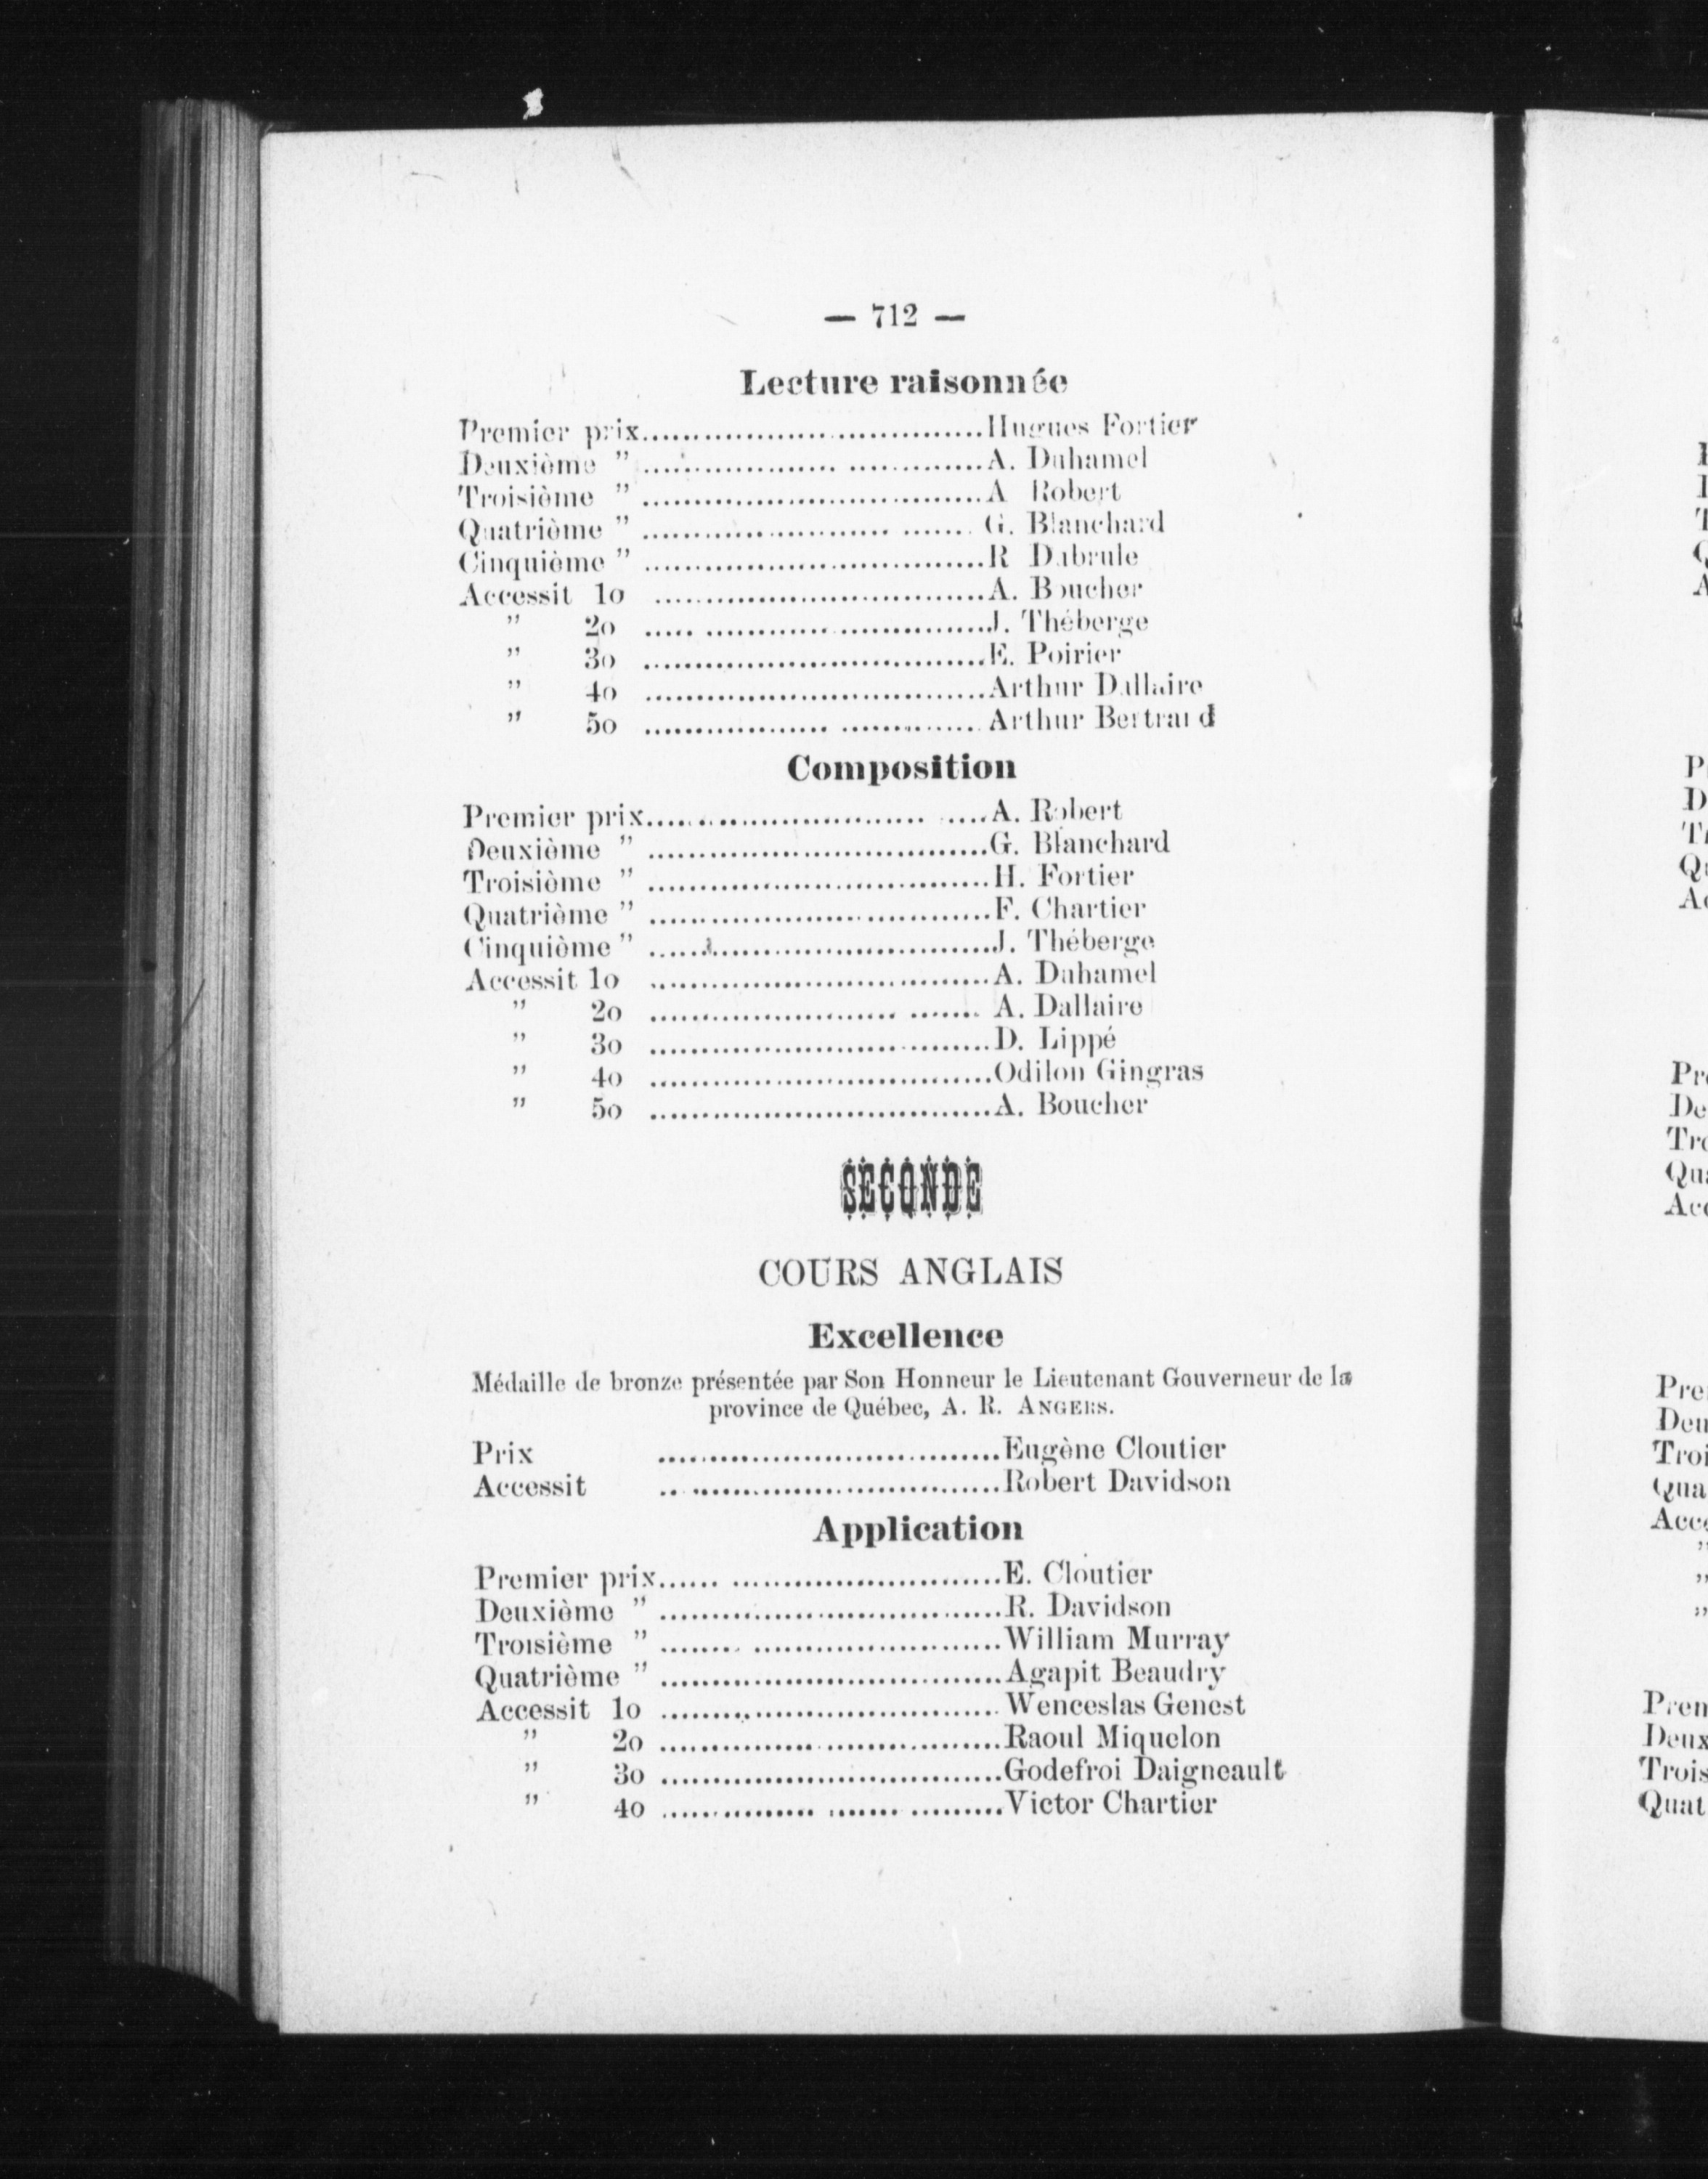 — 712 —
Lecture raisonnée
Premier prix.................................Hugues Fortier
Deuxième " .................................A. Duhamel
Troisième " .................................A Robert
Quatrième " ................................. G. Blanchard
Cinquième " .................................R Dubrule
Accessit 1o .................................A. Boucher
" 2o .................................J. Théberge
" 3o .................................E. Poirier
" 4o .................................Arthur Dallaire
" 5o ................................. Arthur Bertrand
Composition
Premier prix.................................A. Robert
Deuxième " .................................G. Blanchard
Troisième " .................................H. Fortier
Quatrième " .................................F. Chartier
Cinquième " .................................J. Théberge
Accessit 1o .................................A. Duhamel
" 2o ................................. A. Dallaire
" 3o .................................D. Lippé
" 4o .................................Odilon Gingras
" 5o .................................A. Boucher
SECONDE
COURS ANGLAIS
Excellence
Médaille de bronze présentée par Son Honneur le Lieutenant Gouverneur de la
province de Québec, A. R. ANGERS.
Prix .................................Eugène Cloutier
Accessit .................................Robert Davidson
Application
Premier prix.................................E. Cloutier
Deuxième " .................................R. Davidson
Troisième " .................................William Murray
Quatrième " .................................Agapit Beaudry
Accessit 1o .................................Wenceslas Genest
" 2o .................................Raoul Miquelon
" 3o .................................Godefroi Daigneault
" 4o .................................Victor Chartier